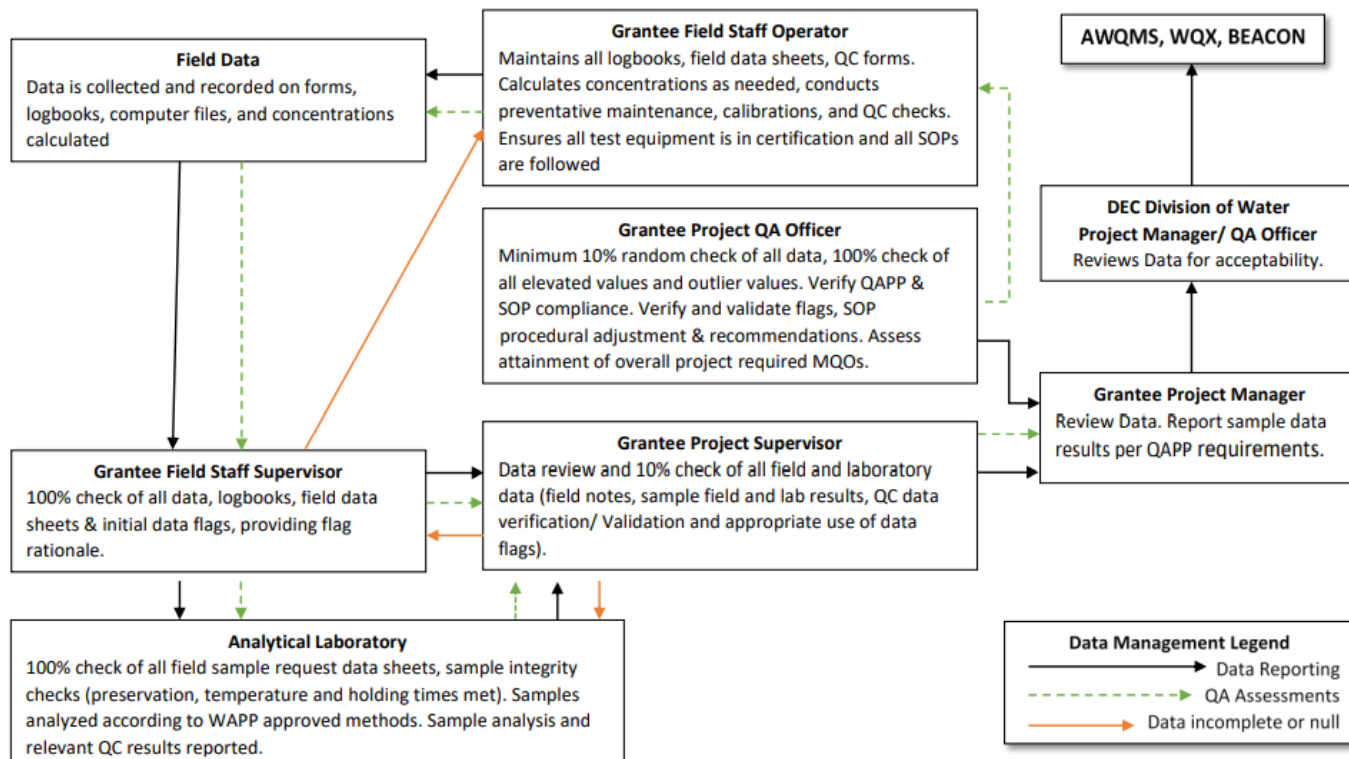 Field Data
Data is collected and recorded on forms,
logbooks, computer files, and concentrations
calculated
Grantee Field Staff Operator
Maintains all logbooks, field data sheets, QC forms.
Calculates concentrations as needed, conducts
preventative maintenance, calibrations, and QC checks.
Ensures all test equipment is in certification and all SOPs
are followed
AWQMS, WQX, BEACON
DEC Division of Water
Project Manager/ QA Officer
Reviews Data for acceptability.
Grantee Project QA Officer
Minimum 10% random check of all data, 100% check of
all elevated values and outlier values. Verify QAPP &
SOP compliance. Verify and validate flags, SOP
procedural adjustment & recommendations. Assess
attainment of overall project required MQOs.
Grantee Project Manager
Review Data. Report sample data
results per QAPP requirements.
Grantee Field Staff Supervisor
100% check of all data, logbooks, field data
sheets & initial data flags, providing flag
rationale.
Grantee Project Supervisor
Data review and 10% check of all field and laboratory
data (field notes, sample field and lab results, QC data
verification/ Validation and appropriate use of data
flags).
Analytical Laboratory
100% check of all field sample request data sheets, sample integrity
checks (preservation, temperature and holding times met). Samples
analyzed according to WAPP approved methods. Sample analysis and
relevant QC results reported.
Data Management Legend
Data Reporting
QA Assessments
Data incomplete or null